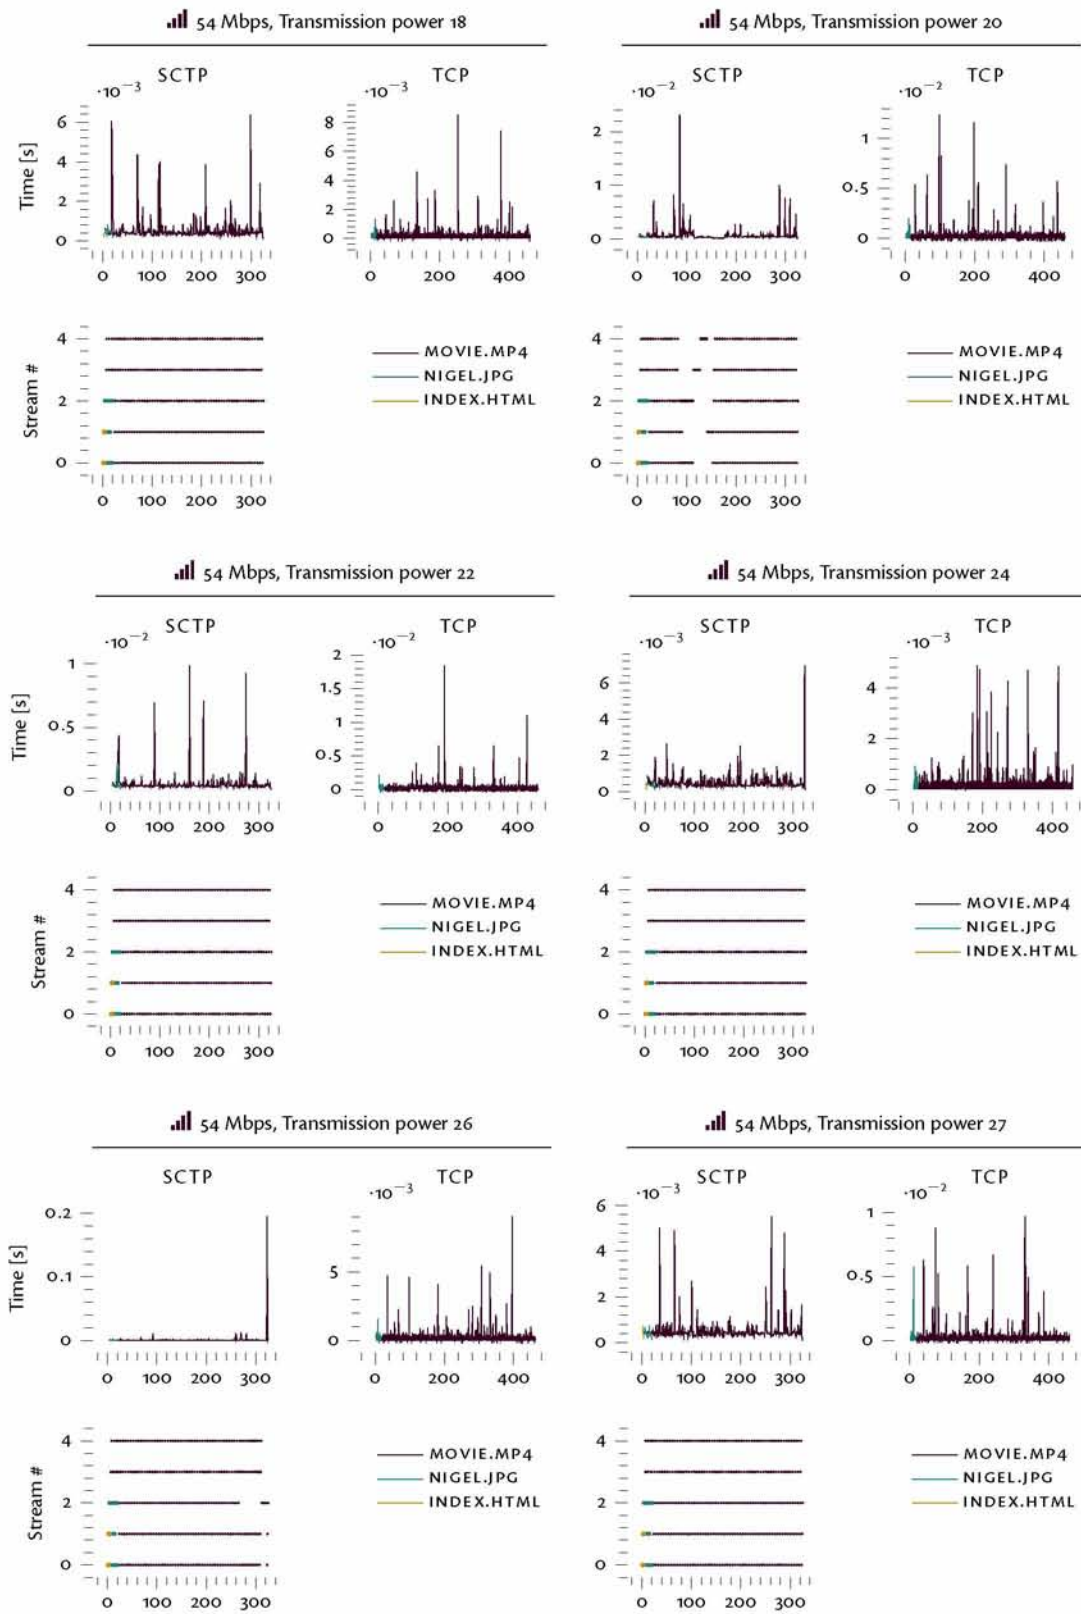 54 Mbps, Transmission power 18
SCTP
TCP
·10⁻³
·10⁻³
Time [s]
6
4
2
0
8
6
4
2
0
0 100 200 300
0 200 400
Stream #
4
2
0
0 100 200 300
MOVIE.MP4
NIGEL.JPG
INDEX.HTML
54 Mbps, Transmission power 20
SCTP
TCP
·10⁻²
·10⁻²
2
1
0
1
0.5
0
0 100 200 300
0 200 400
4
2
0
0 100 200 300
MOVIE.MP4
NIGEL.JPG
INDEX.HTML
54 Mbps, Transmission power 22
SCTP
TCP
·10⁻²
·10⁻²
Time [s]
1
0.5
0
2
1.5
1
0.5
0
0 100 200 300
0 200 400
Stream #
4
2
0
0 100 200 300
MOVIE.MP4
NIGEL.JPG
INDEX.HTML
54 Mbps, Transmission power 24
SCTP
TCP
·10⁻³
·10⁻³
6
4
2
0
4
2
0
0 100 200 300
0 200 400
4
2
0
0 100 200 300
MOVIE.MP4
NIGEL.JPG
INDEX.HTML
54 Mbps, Transmission power 26
SCTP
TCP
·10⁻³
Time [s]
0.2
0.1
0
5
0
0 100 200 300
0 200 400
Stream #
4
2
0
0 100 200 300
MOVIE.MP4
NIGEL.JPG
INDEX.HTML
54 Mbps, Transmission power 27
SCTP
TCP
·10⁻³
·10⁻²
6
4
2
0
1
0.5
0
0 100 200 300
0 200 400
4
2
0
0 100 200 300
MOVIE.MP4
NIGEL.JPG
INDEX.HTML